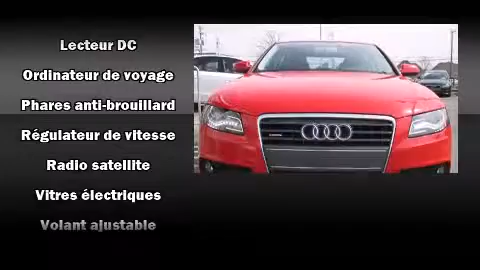 Lecteur DC
Ordinateur de voyage
Phares anti-brouillard
Régulateur de vitesse
Radio satellite
Vitres électriques
Volant ajustable